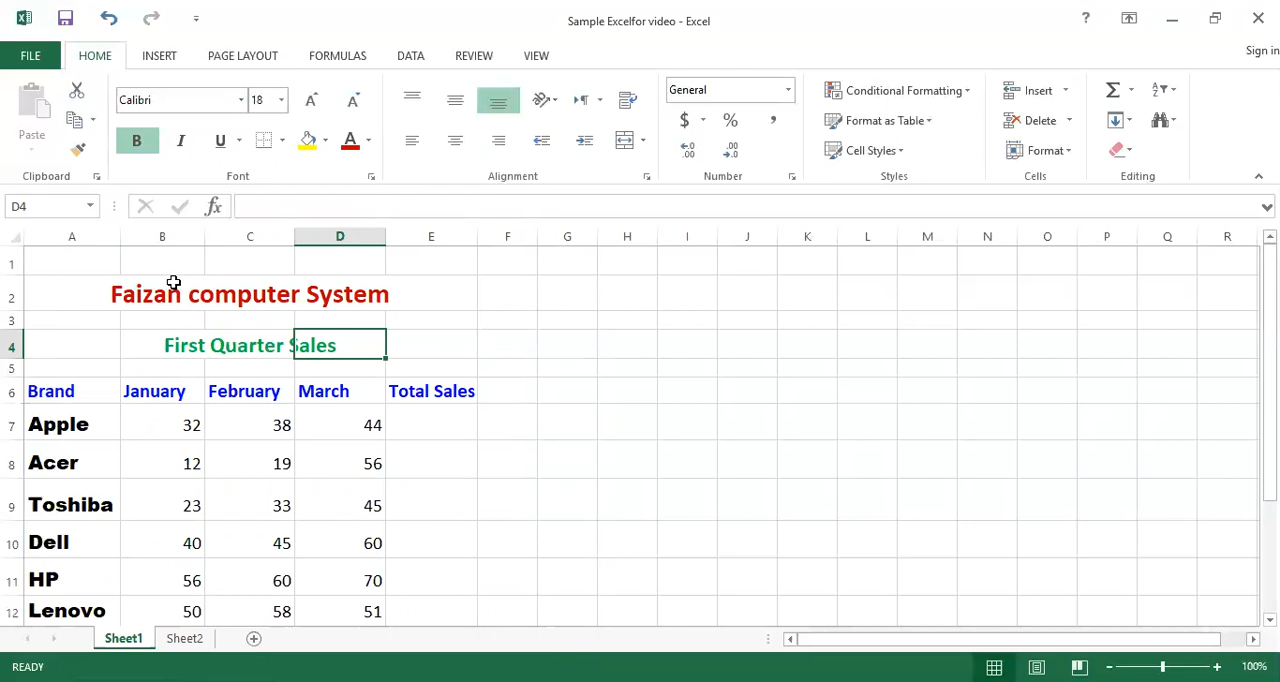 Sample Excelfor video - Excel
?
FILE HOME INSERT PAGE LAYOUT FORMULAS DATA REVIEW VIEW Sign in
Calibri 18 General Conditional Formatting Insert
Paste B I U A $ % Format as Table Delete
Cell Styles Format
Clipboard Font Alignment Number Styles Cells Editing
D4 fx
A B C D E F G H I J K L M N O P Q R
1
2 Faizan computer System
3
4 First Quarter Sales
5
6 Brand January February March Total Sales
7 Apple 32 38 44
8 Acer 12 19 56
9 Toshiba 23 33 45
10 Dell 40 45 60
11 HP 56 60 70
12 Lenovo 50 58 51
Sheet1 Sheet2
READY 100%